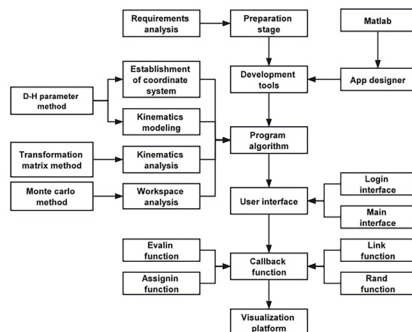 Requirements
analysis
Preparation
stage
Matlab
Establishment
of coordinate
system
Development
tools
App designer
D-H parameter
method
Kinematics
modeling
Program
algorithm
Transformation
matrix method
Kinematics
analysis
Monte carlo
method
Workspace
analysis
User interface
Login
interface
Main
interface
Evalin
function
Callback
function
Link
function
Assignin
function
Rand
function
Visualization
platform